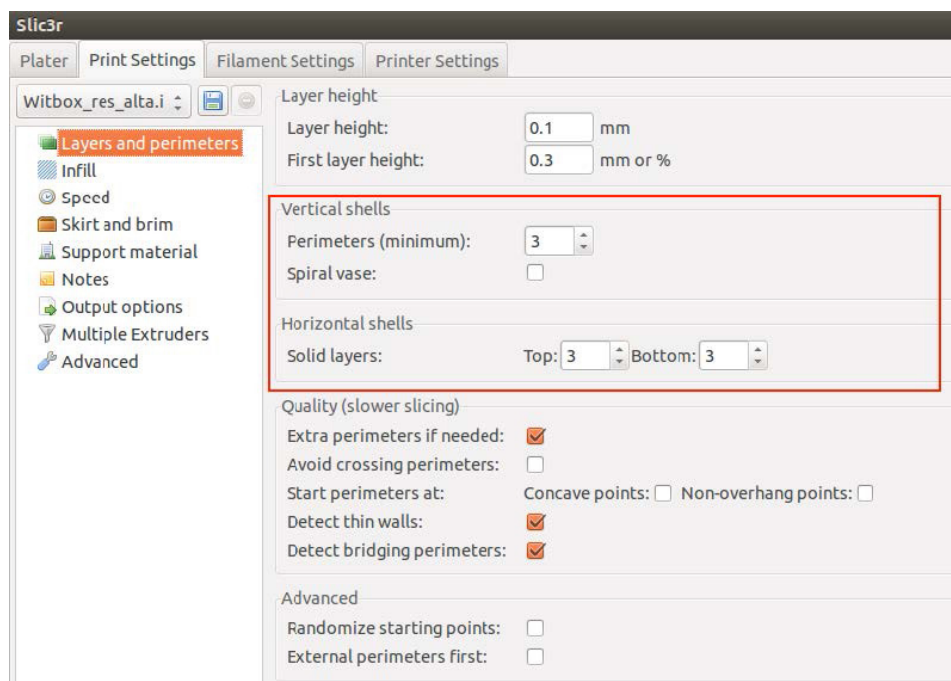 Slic3r
Plater Print Settings Filament Settings Printer Settings
Witbox_res_alta.i
Layers and perimeters
Infill
Speed
Skirt and brim
Support material
Notes
Output options
Multiple Extruders
Advanced
Layer height
Layer height: 0.1 mm
First layer height: 0.3 mm or %
Vertical shells
Perimeters (minimum): 3
Spiral vase:
Horizontal shells
Solid layers: Top: 3 Bottom: 3
Quality (slower slicing)
Extra perimeters if needed:
Avoid crossing perimeters:
Start perimeters at: Concave points: Non-overhang points:
Detect thin walls:
Detect bridging perimeters:
Advanced
Randomize starting points:
External perimeters first: